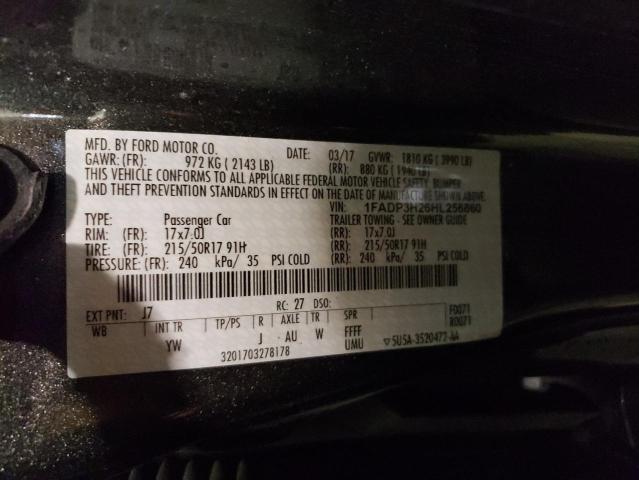 MFD. BY FORD MOTOR CO. DATE: 03/17 GVWR: 1810 KG ( 3990 LB)
GAWR: (FR): 972 KG ( 2143 LB) (RR): 880 KG ( 1940 LB)
THIS VEHICLE CONFORMS TO ALL APPLICABLE FEDERAL MOTOR VEHICLE SAFETY, BUMPER
AND THEFT PREVENTION STANDARDS IN EFFECT ON THE DATE OF MANUFACTURE SHOWN ABOVE.
VIN: 1FADP3H26HL256860
TYPE: Passenger Car TRAILER TOWING - SEE OWNER GUIDE
RIM: (FR): 17x7.0J (RR): 17x7.0J
TIRE: (FR): 215/50R17 91H (RR): 215/50R17 91H
PRESSURE: (FR): 240 kPa/ 35 PSI COLD (RR): 240 kPa/ 35 PSI COLD
EXT PNT: J7 RC: 27 DSO: F0071
WB INT TR TP/PS R AXLE TR SPR R0071
YW J AU W FFFF
UMU
3201703278178 ▽5U5A-3520472-AA